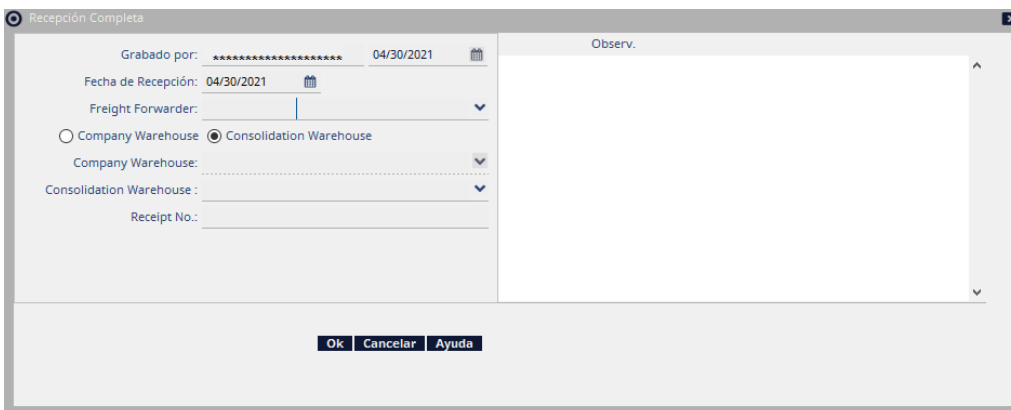 Recepción Completa
Observ.
Grabado por: ******************** 04/30/2021
Fecha de Recepción: 04/30/2021
Freight Forwarder:
Company Warehouse Consolidation Warehouse
Company Warehouse:
Consolidation Warehouse :
Receipt No.:
Ok Cancelar Ayuda